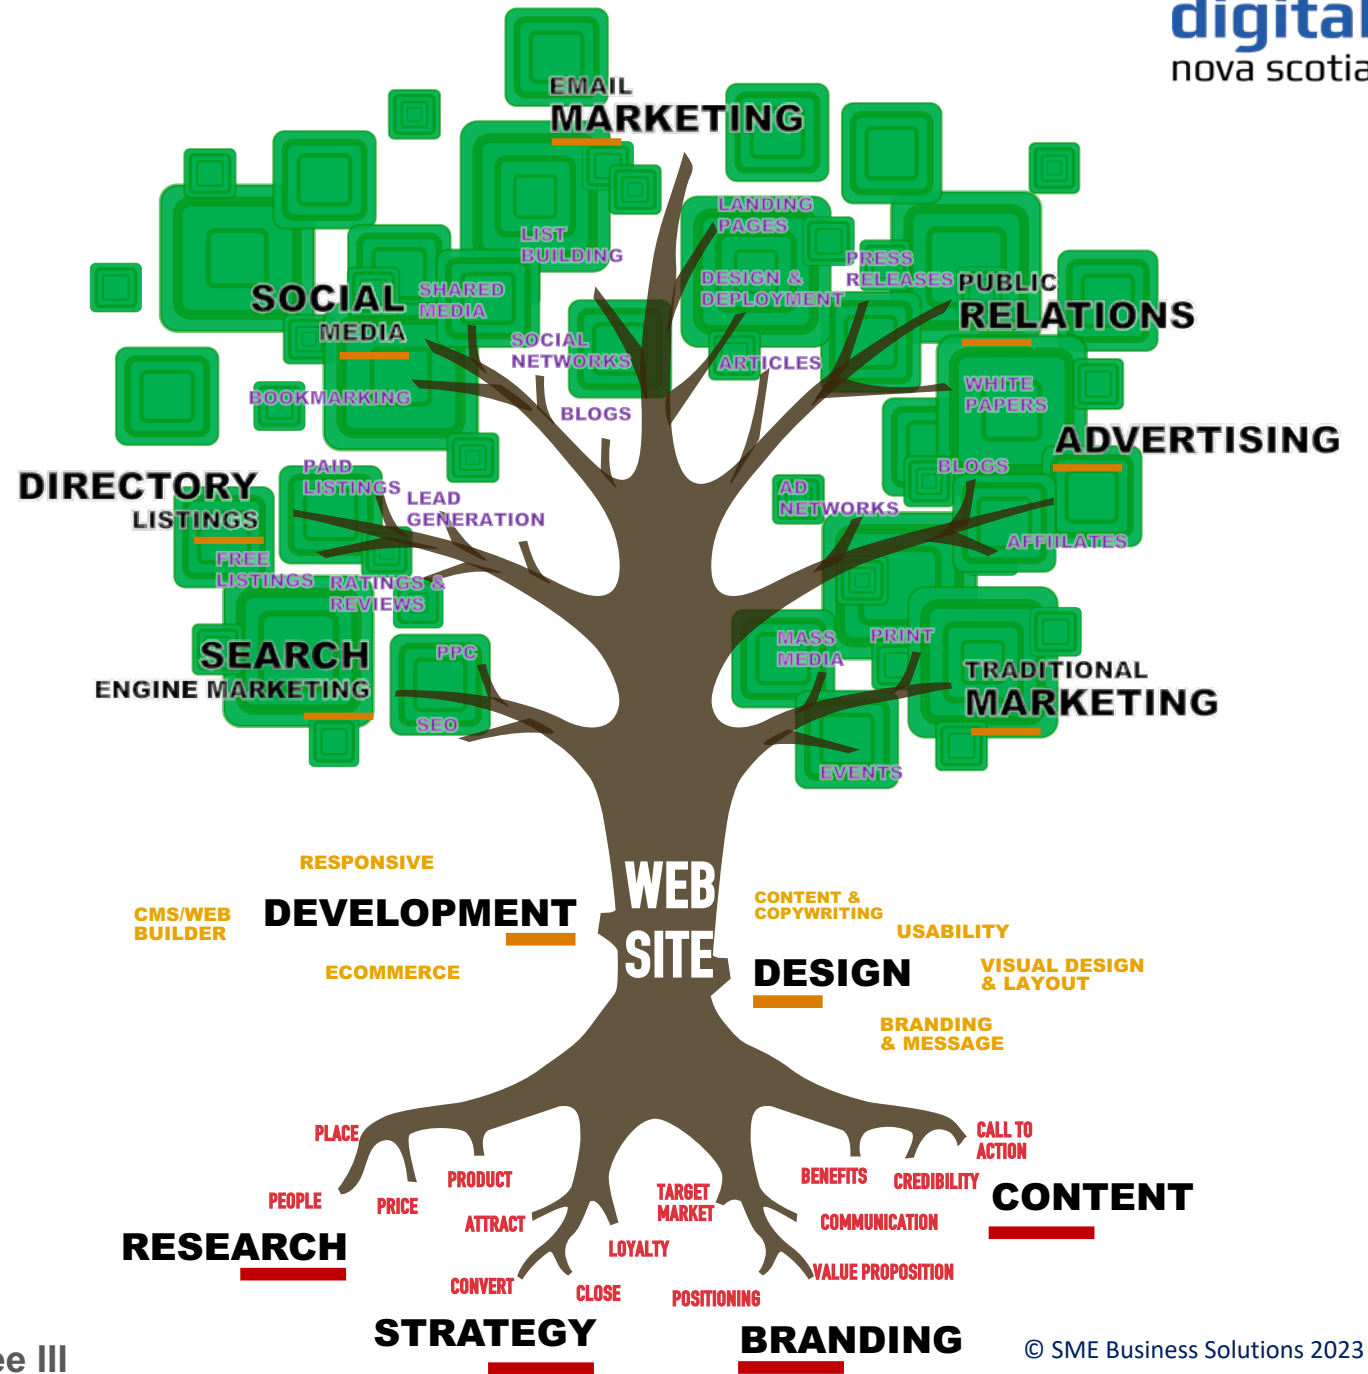 digital
nova scotia
EMAIL
MARKETING
LIST
BUILDING
LANDING
PAGES
DESIGN &
DEPLOYMENT
PRESS
RELEASES
PUBLIC
RELATIONS
SOCIAL
MEDIA
SHARED
MEDIA
SOCIAL
NETWORKS
BOOKMARKING
BLOGS
ARTICLES
WHITE
PAPERS
ADVERTISING
BLOGS
AD
NETWORKS
AFFIILATES
DIRECTORY
LISTINGS
PAID
LISTINGS
LEAD
GENERATION
FREE
LISTINGS
RATINGS &
REVIEWS
SEARCH
ENGINE MARKETING
PPC
SEO
MASS
MEDIA
PRINT
TRADITIONAL
MARKETING
EVENTS
WEB
SITE
RESPONSIVE
DEVELOPMENT
CMS/WEB
BUILDER
ECOMMERCE
CONTENT &
COPYWRITING
USABILITY
DESIGN
VISUAL DESIGN
& LAYOUT
BRANDING
& MESSAGE
PLACE
PEOPLE
PRICE
PRODUCT
RESEARCH
ATTRACT
CONVERT
CLOSE
LOYALTY
STRATEGY
TARGET
MARKET
POSITIONING
VALUE PROPOSITION
COMMUNICATION
BRANDING
BENEFITS
CREDIBILITY
CALL TO
ACTION
CONTENT
ee III
© SME Business Solutions 2023